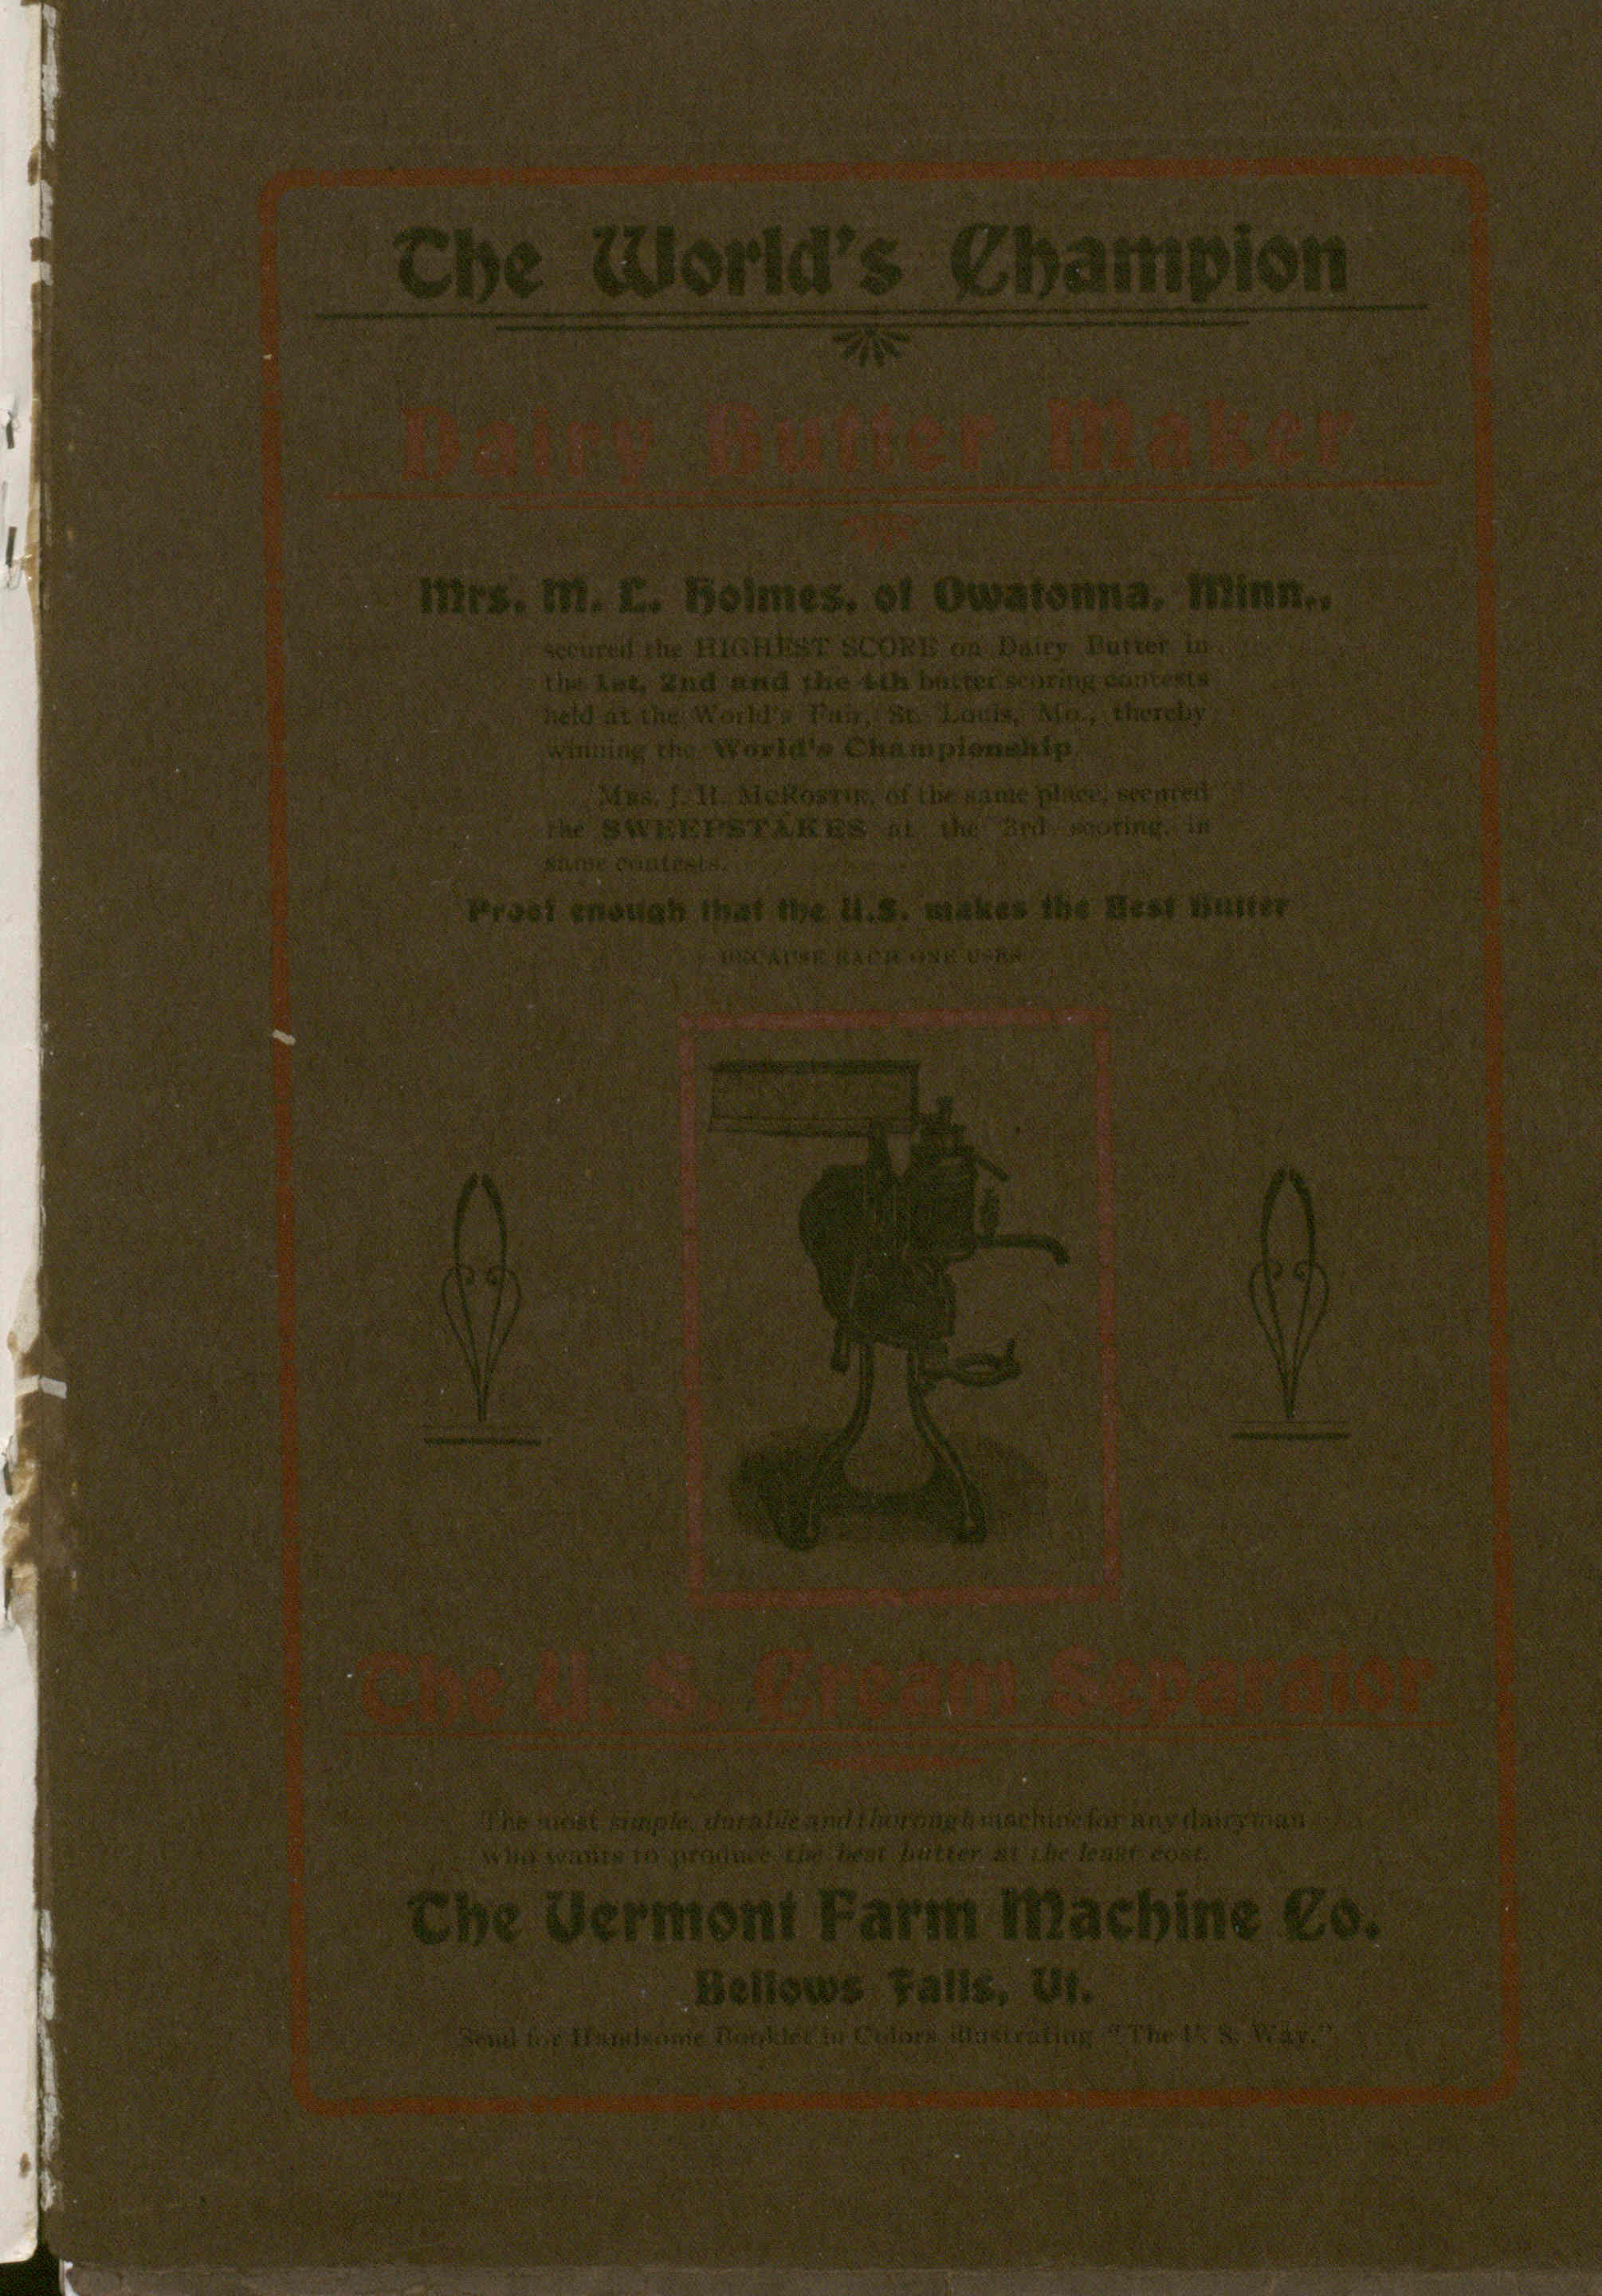 The World's Champion
Dairy Butter Maker
Mrs. M. L. Holmes, of Owatonna, Minn.,
secured the HIGHEST SCORE on Dairy Butter in
the 1st, 2nd and the 4th butter scoring contests
held at the World's Fair, St. Louis, Mo., thereby
winning the World's Championship.
Mrs. J. H. McRostie, of the same place, secured
the SWEEPSTAKES at the 3rd scoring, in
same contests.
Proof enough that the U.S. makes the Best Butter
BECAUSE EACH ONE USES
The U. S. Cream Separator
The most simple, durable and thorough machine for any dairyman
who wants to produce the best butter at the least cost.
The Vermont Farm Machine Co.
Bellows Falls, Vt.
Send for Handsome Booklet in Colors illustrating "The U. S. Way."